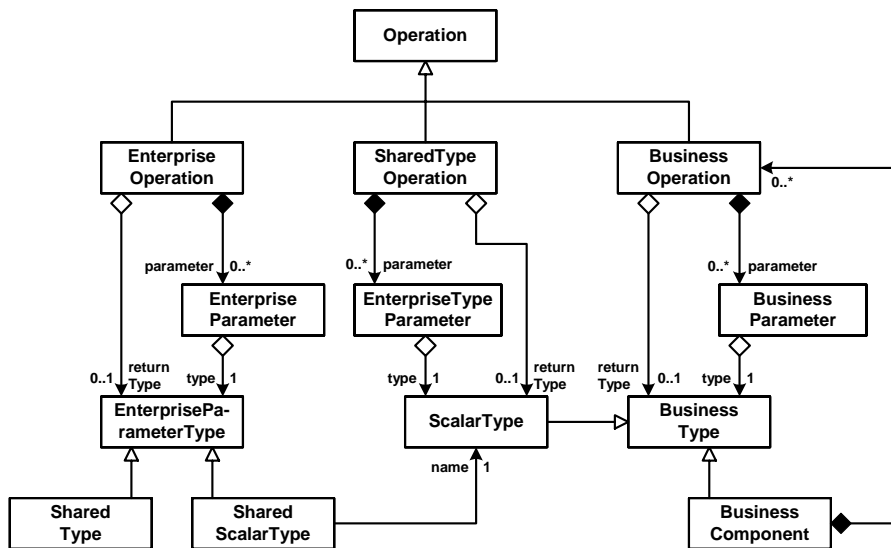 Operation
Enterprise
Operation
SharedType
Operation
Business
Operation
0..*
parameter 0..*
0..* parameter
0..* parameter
Enterprise
Parameter
EnterpriseType
Parameter
Business
Parameter
0..1
return
Type
type 1
type 1
0..1
return
Type
return
Type
0..1
type 1
EnterprisePa-
rameterType
ScalarType
Business
Type
name 1
Shared
Type
Shared
ScalarType
Business
Component